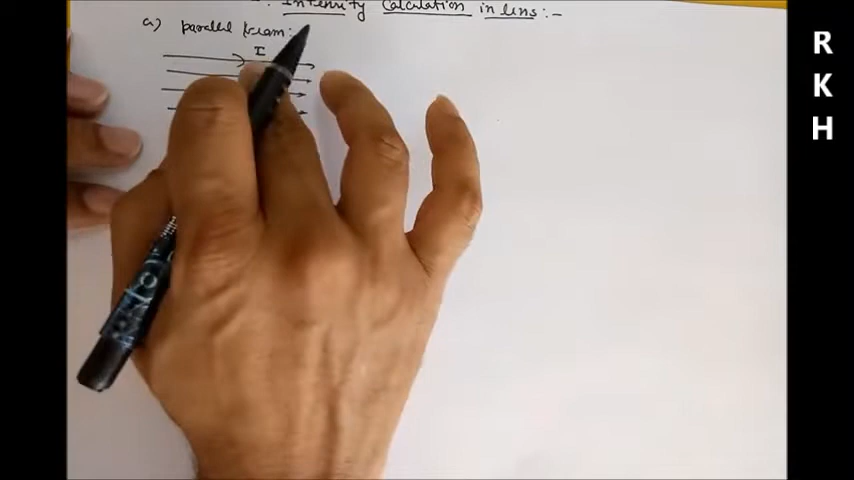 : Intensity Calculation in lens :-
a) parallel beam:
I
R
K
H